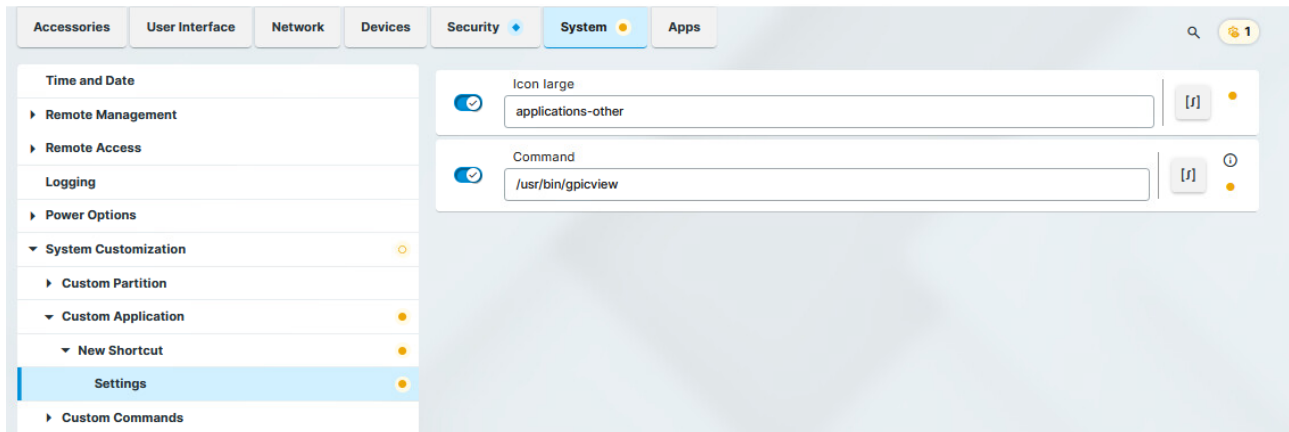 Accessories User Interface Network Devices Security System Apps 1
Time and Date
Remote Management
Remote Access
Logging
Power Options
System Customization
Custom Partition
Custom Application
New Shortcut
Settings
Custom Commands
Icon large
applications-other
[ƒ]
Command
/usr/bin/gpicview
[ƒ]